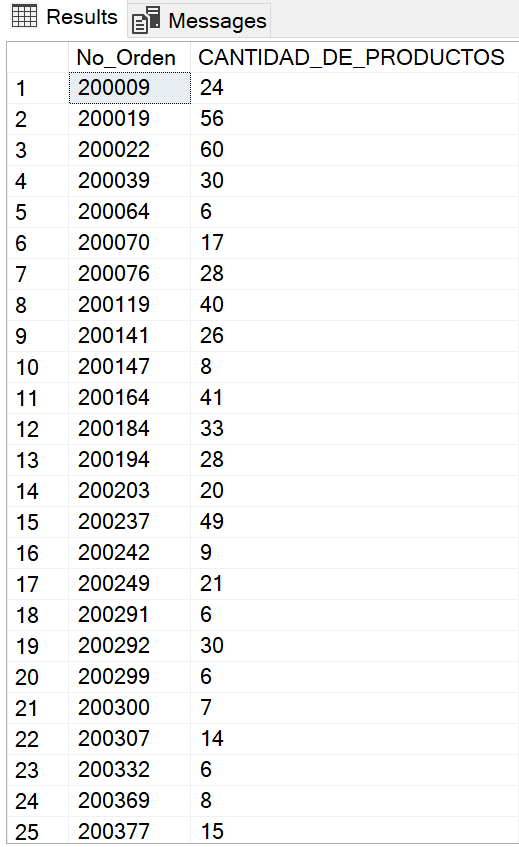 Results Messages
No_Orden CANTIDAD_DE_PRODUCTOS
1 200009 24
2 200019 56
3 200022 60
4 200039 30
5 200064 6
6 200070 17
7 200076 28
8 200119 40
9 200141 26
10 200147 8
11 200164 41
12 200184 33
13 200194 28
14 200203 20
15 200237 49
16 200242 9
17 200249 21
18 200291 6
19 200292 30
20 200299 6
21 200300 7
22 200307 14
23 200332 6
24 200369 8
25 200377 15